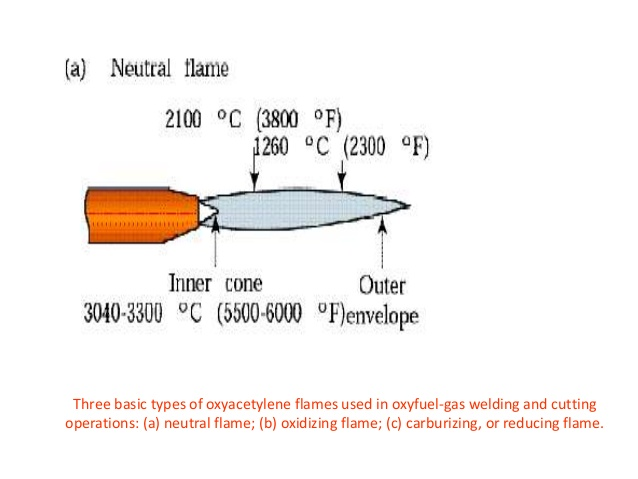 (a) Neutral flame
2100 °C (3800 °F)
1260 °C (2300 °F)
Inner cone
3040-3300 °C (5500-6000 °F)
Outer
envelope
Three basic types of oxyacetylene flames used in oxyfuel-gas welding and cutting
operations: (a) neutral flame; (b) oxidizing flame; (c) carburizing, or reducing flame.